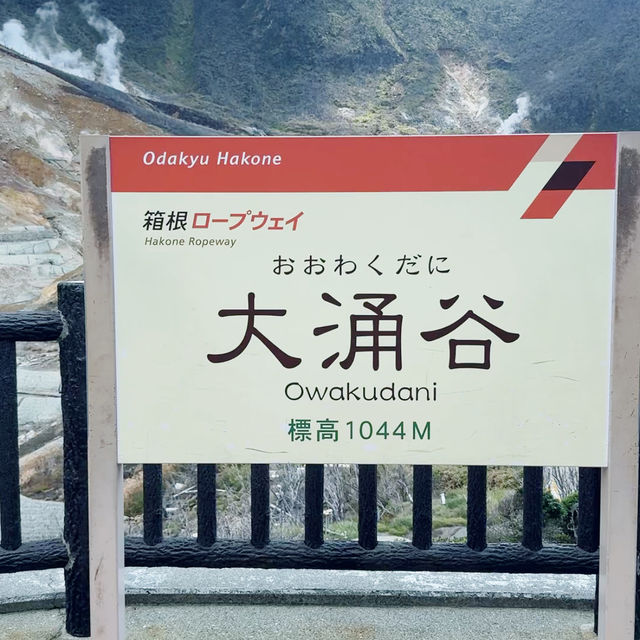 Odakyu Hakone
箱根ロープウェイ
Hakone Ropeway
おおわくだに
大涌谷
Owakudani
標高1044M